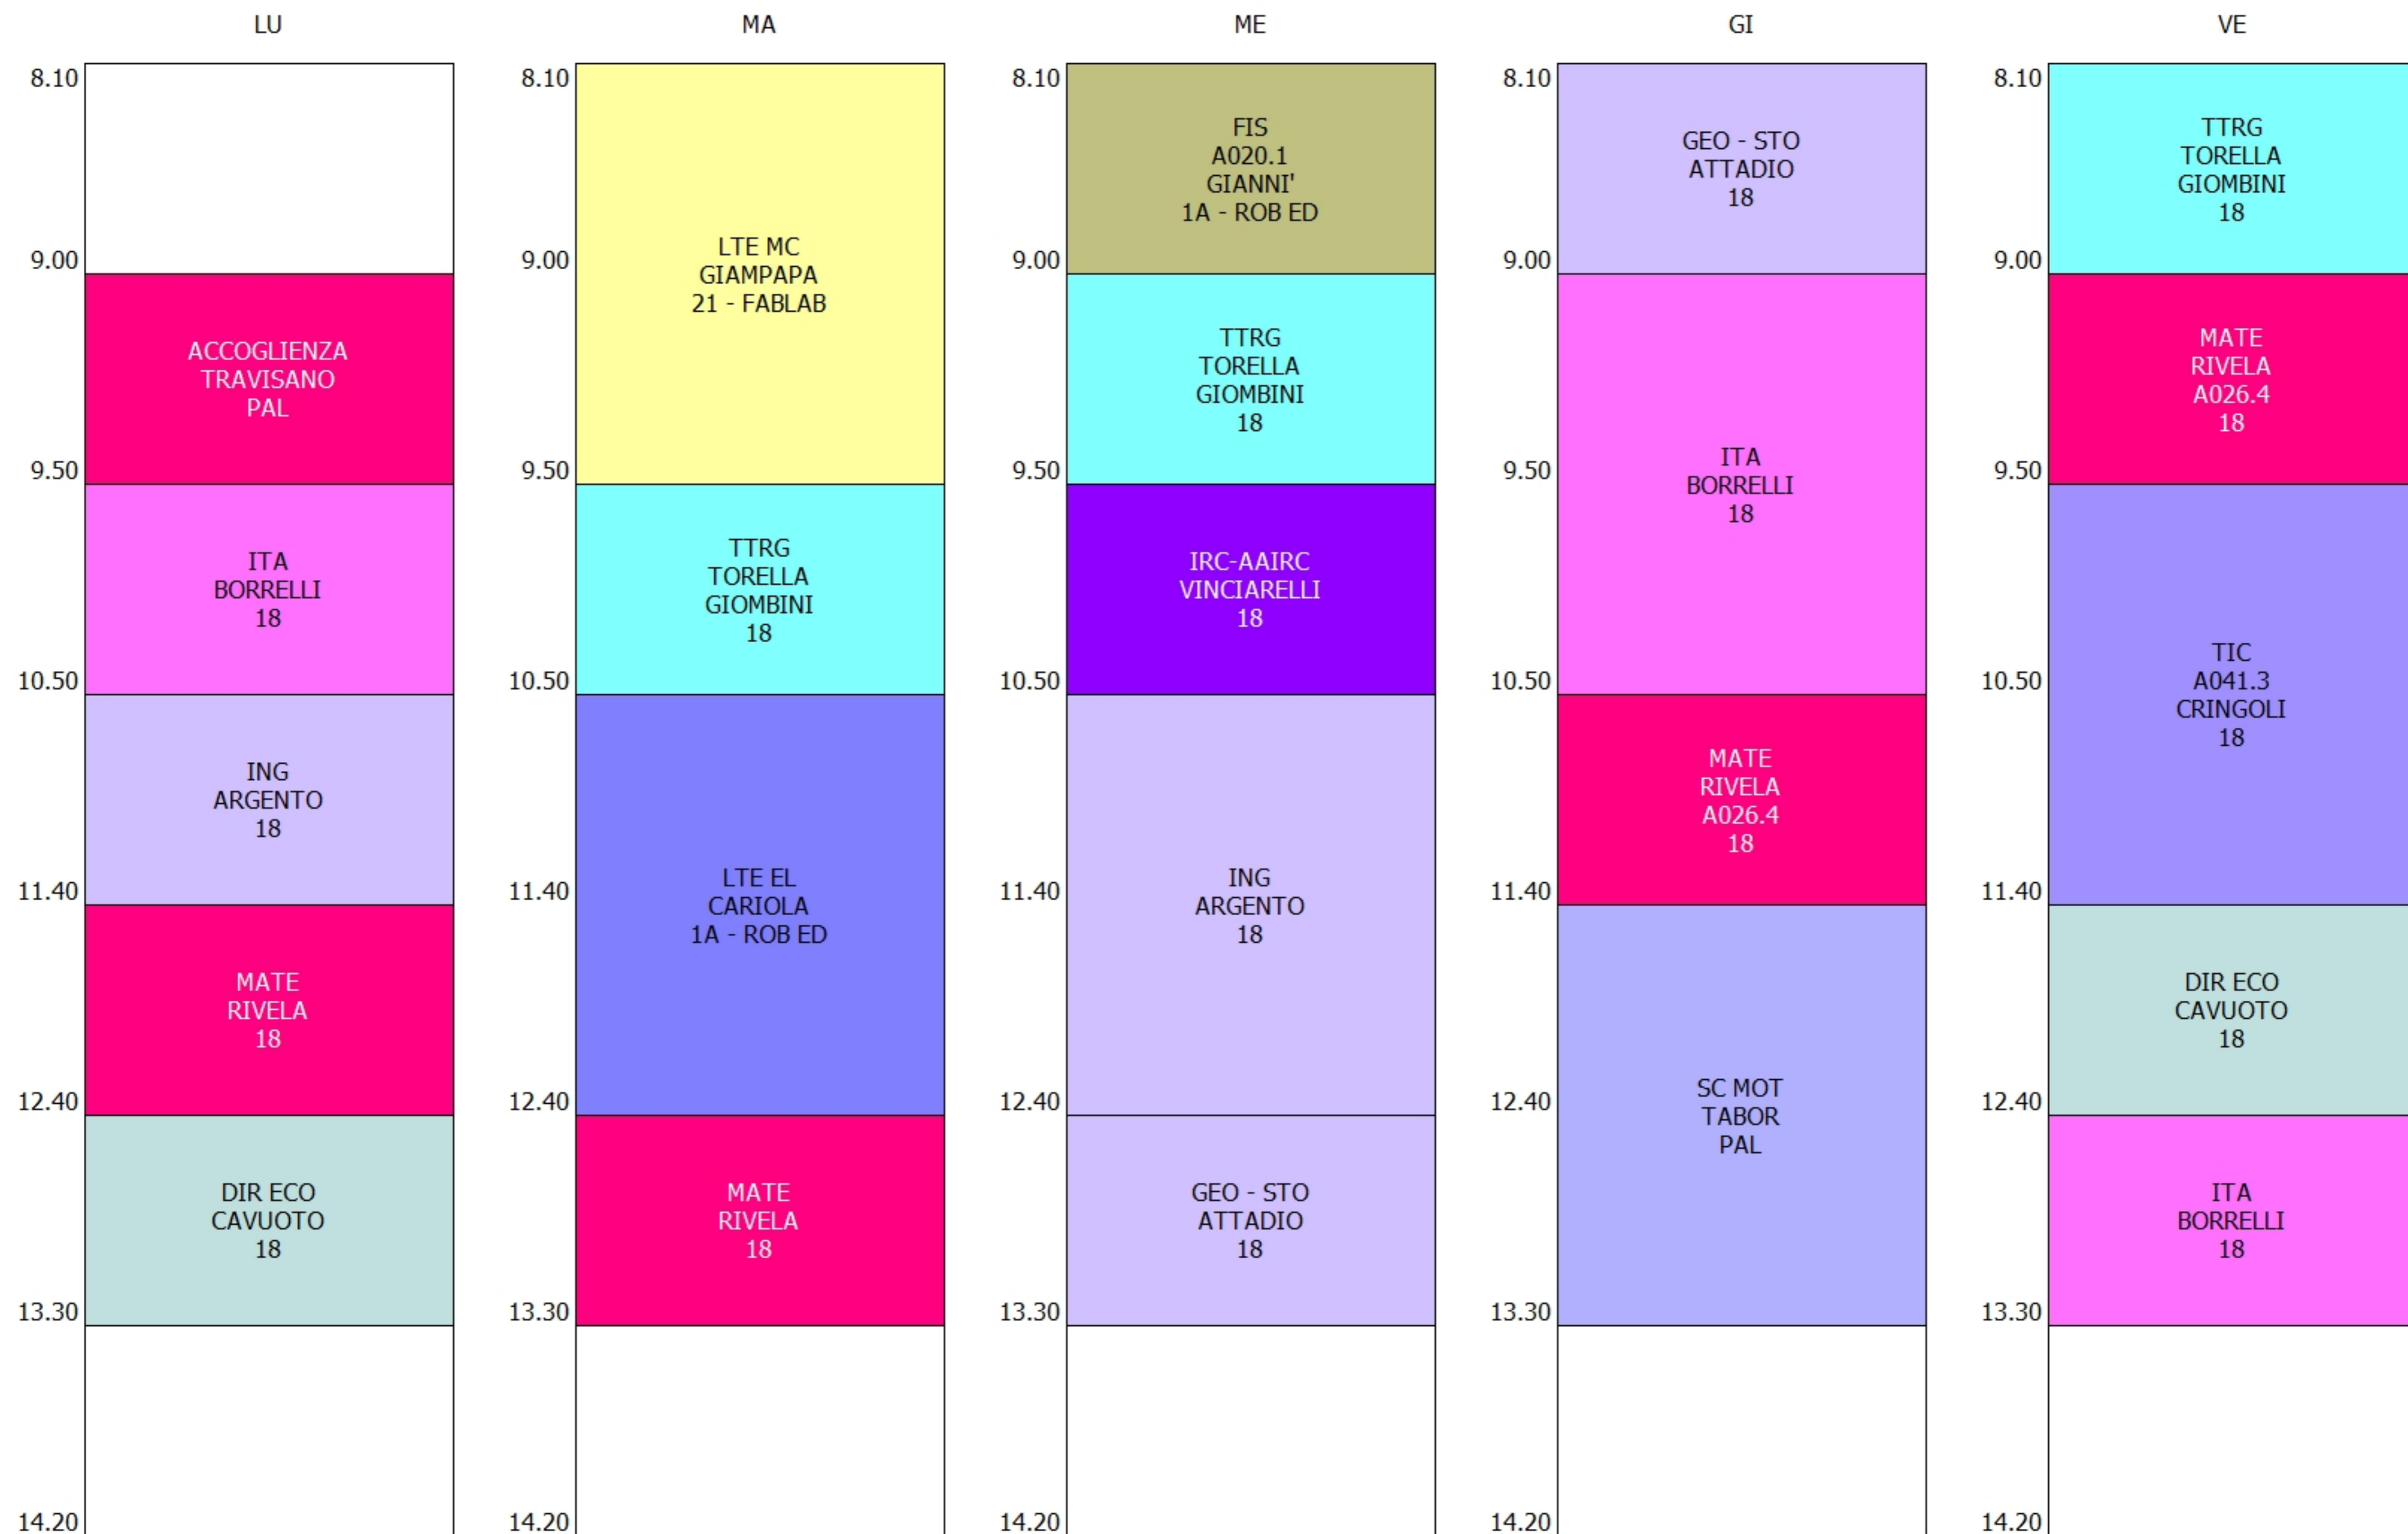 LU
8.10
9.00
ACCOGLIENZA
TRAVISANO
PAL
9.50
ITA
BORRELLI
18
10.50
ING
ARGENTO
18
11.40
MATE
RIVELA
18
12.40
DIR ECO
CAVUOTO
18
13.30
14.20
MA
8.10
LTE MC
GIAMPAPA
21 - FABLAB
9.00
9.50
TTRG
TORELLA
GIOMBINI
18
10.50
LTE EL
CARIOLA
1A - ROB ED
11.40
12.40
MATE
RIVELA
18
13.30
14.20
ME
8.10
FIS
A020.1
GIANNI'
1A - ROB ED
9.00
TTRG
TORELLA
GIOMBINI
18
9.50
IRC-AAIRC
VINCIARELLI
18
10.50
ING
ARGENTO
18
11.40
12.40
GEO - STO
ATTADIO
18
13.30
14.20
GI
8.10
GEO - STO
ATTADIO
18
9.00
ITA
BORRELLI
18
9.50
10.50
MATE
RIVELA
A026.4
18
11.40
SC MOT
TABOR
PAL
12.40
13.30
14.20
VE
8.10
TTRG
TORELLA
GIOMBINI
18
9.00
MATE
RIVELA
A026.4
18
9.50
TIC
A041.3
CRINGOLI
18
10.50
11.40
DIR ECO
CAVUOTO
18
12.40
ITA
BORRELLI
18
13.30
14.20